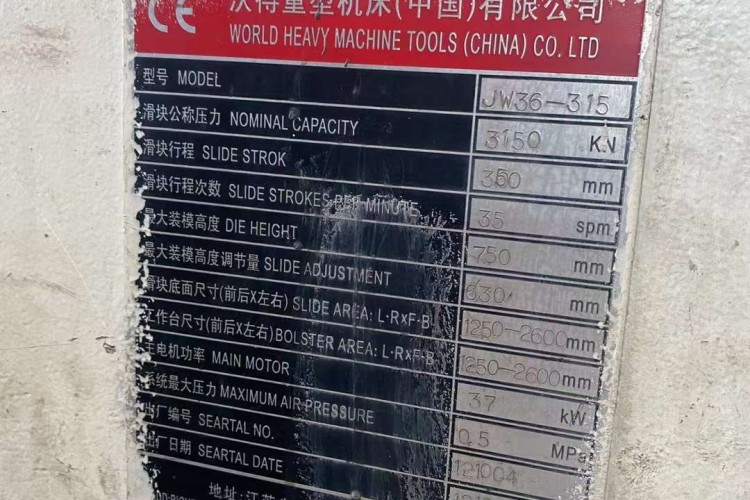 CE 沃得重型机床(中国)有限公司
WORLD HEAVY MACHINE TOOLS (CHINA) CO. LTD
型号 MODEL JW36-315
滑块公称压力 NOMINAL CAPACITY 3150 KN
滑块行程 SLIDE STROK mm
滑块行程次数 SLIDE STROKES PER MINUTE 35 spm
最大装模高度 DIE HEIGHT 750 mm
最大装模高度调节量 SLIDE ADJUSTMENT mm
滑块底面尺寸(前后X左右) SLIDE AREA: L·R×F·B 1250-2600mm
工作台尺寸(前后X左右) BOLSTER AREA: L·R×F·B 1250-2600mm
主电机功率 MAIN MOTOR 37 kW
系统最大压力 MAXIMUM AIR PRESSURE 0.5 MPa
出厂编号 SEARTAL NO. 121004
出厂日期 SEARTAL DATE
地址:江苏